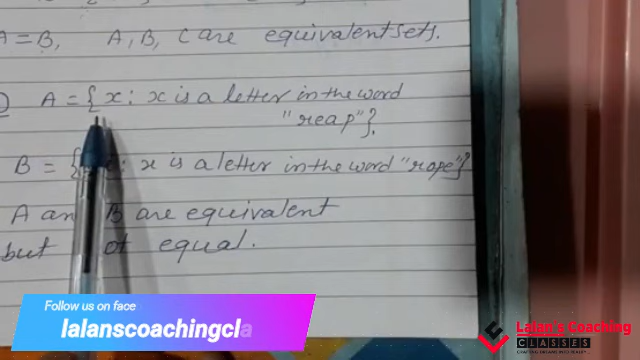 A = B, A, B, C are equivalent sets.
A = { x : x is a letter in the word
"reap" }.
B = { : x is a letter in the word "rope" }
A an B are equivalent
but ot equal.
Follow us on face
lalanscoachingcla
Lalan's Coaching
CLASSES